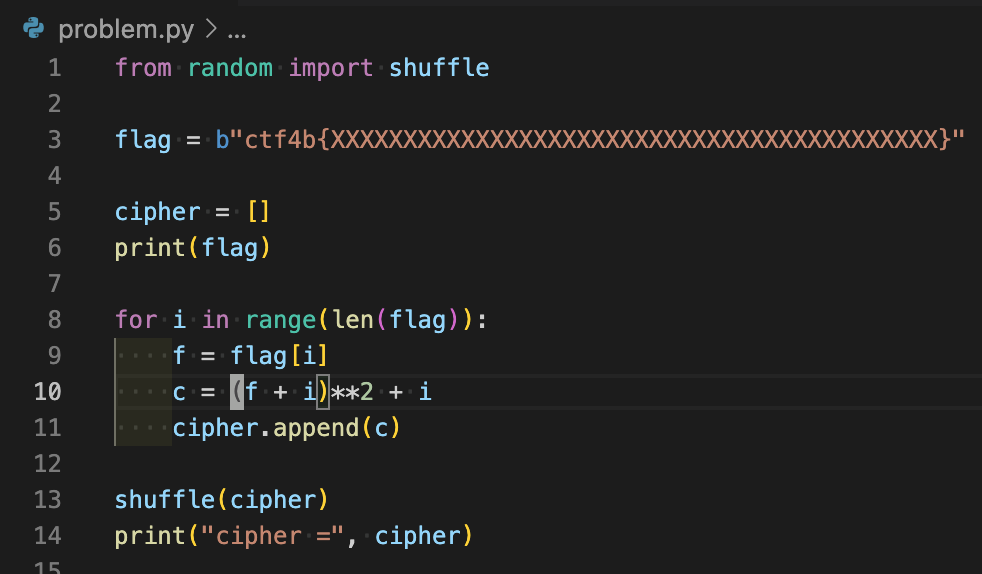 problem.py > ...
1 from random import shuffle
2
3 flag = b"ctf4b{XXXXXXXXXXXXXXXXXXXXXXXXXXXXXXXXXXXXXXXXXX}"
4
5 cipher = []
6 print(flag)
7
8 for i in range(len(flag)):
9     f = flag[i]
10     c = (f + i)**2 + i
11     cipher.append(c)
12
13 shuffle(cipher)
14 print("cipher =", cipher)
15